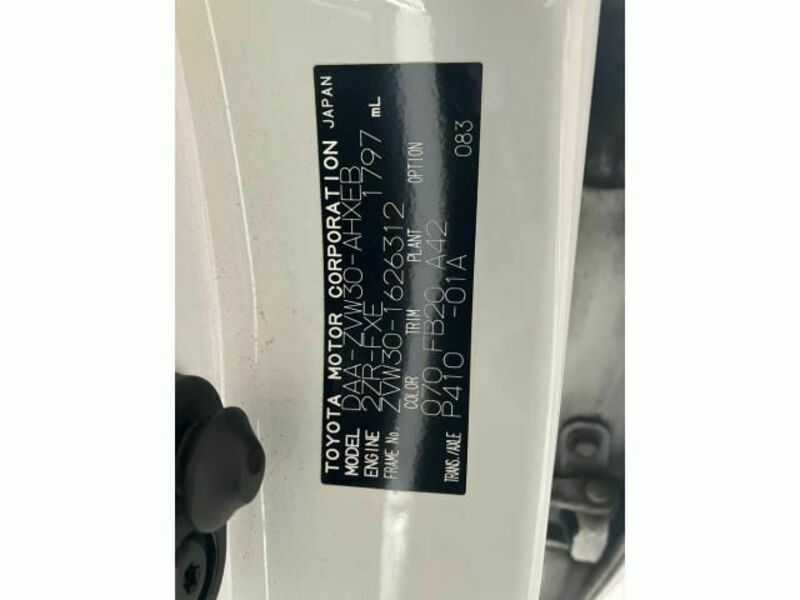 TOYOTA MOTOR CORPORATION JAPAN
MODEL DAA-ZVW30-AHXEB
ENGINE 2ZR-FXE 1797 mL
FRAME No. ZVW30-1626312
COLOR TRIM PLANT OPTION
070 FB20 A42
TRANS./AXLE P410 -01A 083